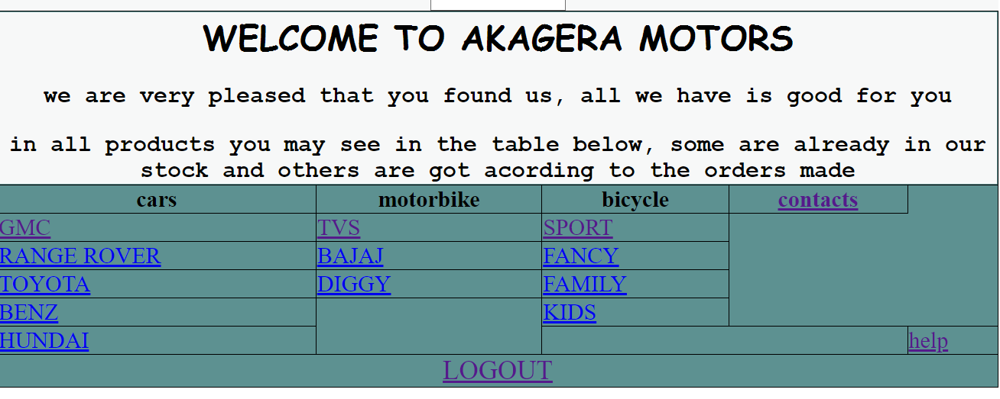 WELCOME TO AKAGERA MOTORS
we are very pleased that you found us, all we have is good for you
in all products you may see in the table below, some are already in our
stock and others are got acording to the orders made
cars motorbike bicycle contacts
GMC TVS SPORT
RANGE ROVER BAJAJ FANCY
TOYOTA DIGGY FAMILY
BENZ KIDS
HUNDAI help
LOGOUT